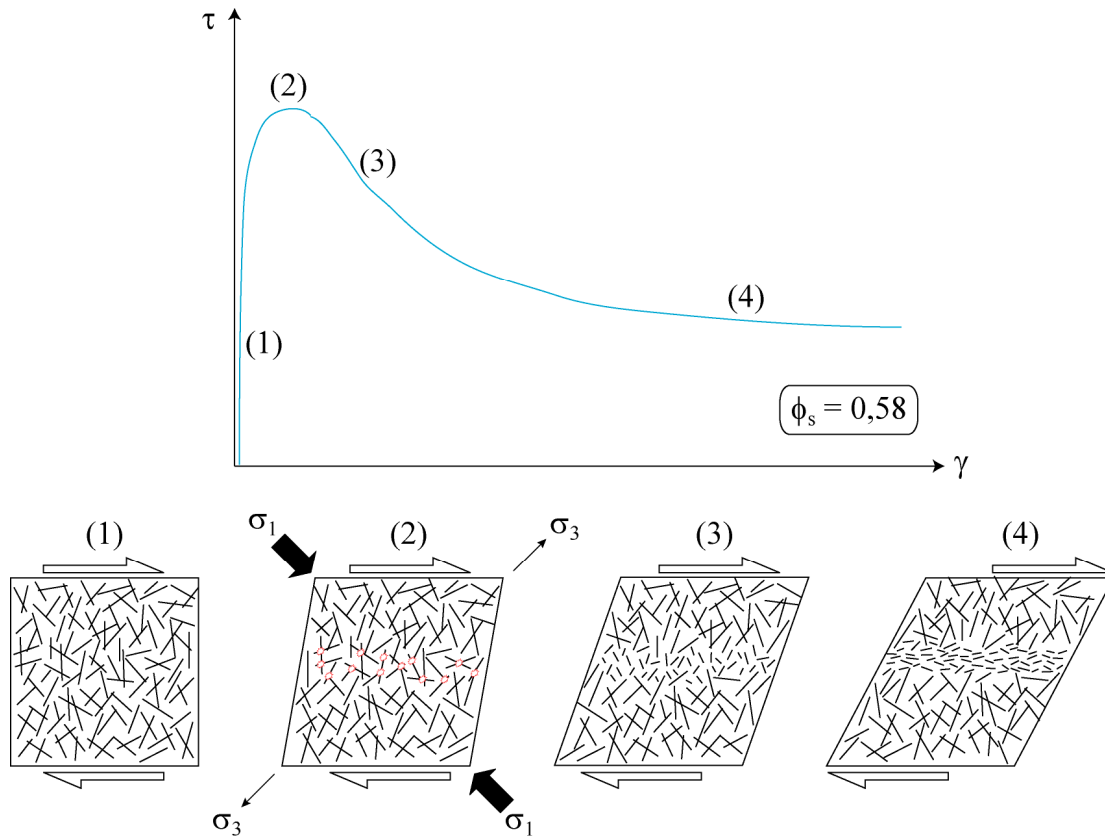 τ
(2)
(3)
(4)
(1)
ϕs = 0,58
γ
σ1
σ3
(1)
(2)
(3)
(4)
σ3
σ1